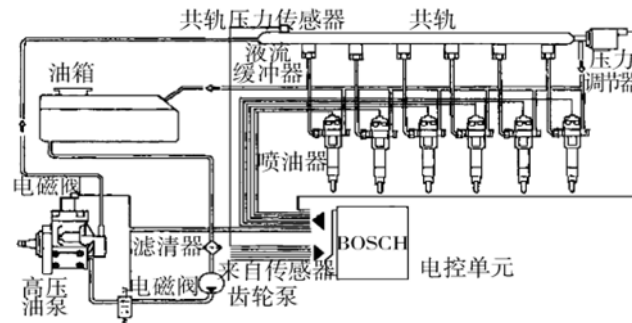 共轨压力传感器
共轨
液流
缓冲器
压力
调节器
油箱
喷油器
电磁阀
滤清器
BOSCH
电控单元
来自传感器
高压
油泵
电磁阀
齿轮泵